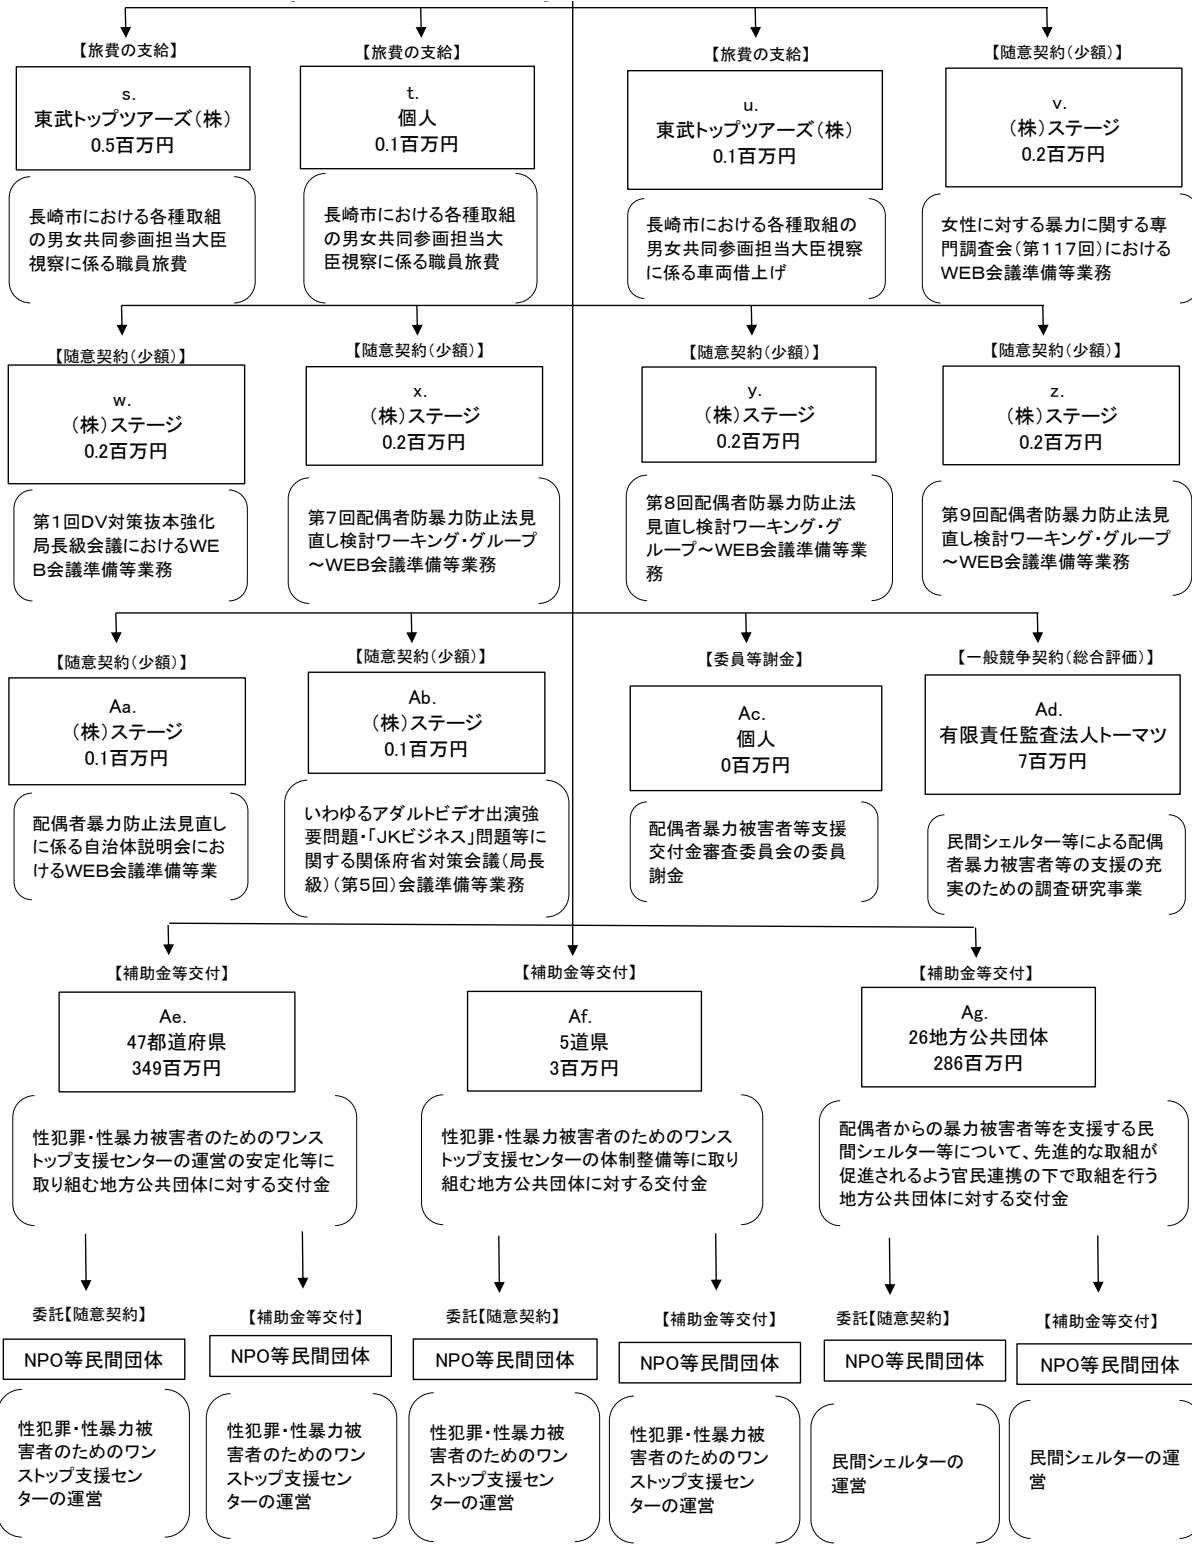 【旅費の支給】
s.
東武トップツアーズ(株)
0.5百万円
長崎市における各種取組
の男女共同参画担当大臣
視察に係る職員旅費
【旅費の支給】
t.
個人
0.1百万円
長崎市における各種取組
の男女共同参画担当大
臣視察に係る職員旅費
【旅費の支給】
u.
東武トップツアーズ(株)
0.1百万円
長崎市における各種取組の
男女共同参画担当大臣視察
に係る車両借上げ
【随意契約(少額)】
v.
(株)ステージ
0.2百万円
女性に対する暴力に関する専
門調査会(第117回)における
WEB会議準備等業務
【随意契約(少額)】
w.
(株)ステージ
0.2百万円
第1回DV対策抜本強化
局長級会議におけるWE
B会議準備等業務
【随意契約(少額)】
x.
(株)ステージ
0.2百万円
第7回配偶者防暴力防止法見
直し検討ワーキング・グループ
~WEB会議準備等業務
【随意契約(少額)】
y.
(株)ステージ
0.2百万円
第8回配偶者防暴力防止法
見直し検討ワーキング・グ
ループ~WEB会議準備等業
務
【随意契約(少額)】
z.
(株)ステージ
0.2百万円
第9回配偶者防暴力防止法見
直し検討ワーキング・グループ
~WEB会議準備等業務
【随意契約(少額)】
Aa.
(株)ステージ
0.1百万円
配偶者暴力防止法見直し
に係る自治体説明会にお
けるWEB会議準備等業
【随意契約(少額)】
Ab.
(株)ステージ
0.1百万円
いわゆるアダルトビデオ出演強
要問題・「JKビジネス」問題等に
関する関係府省対策会議(局長
級)(第5回)会議準備等業務
【委員等謝金】
Ac.
個人
0百万円
配偶者暴力被害者等支援
交付金審査委員会の委員
謝金
【一般競争契約(総合評価)】
Ad.
有限責任監査法人トーマツ
7百万円
民間シェルター等による配偶
者暴力被害者等の支援の充
実のための調査研究事業
【補助金等交付】
Ae.
47都道府県
349百万円
性犯罪・性暴力被害者のためのワンス
トップ支援センターの運営の安定化等に
取り組む地方公共団体に対する交付金
【補助金等交付】
Af.
5道県
3百万円
性犯罪・性暴力被害者のためのワンス
トップ支援センターの体制整備等に取り
組む地方公共団体に対する交付金
【補助金等交付】
Ag.
26地方公共団体
286百万円
配偶者からの暴力被害者等を支援する民
間シェルター等について、先進的な取組が
促進されるよう官民連携の下で取組を行う
地方公共団体に対する交付金
委託【随意契約】
NPO等民間団体
性犯罪・性暴力被
害者のためのワン
ストップ支援セン
ターの運営
【補助金等交付】
NPO等民間団体
性犯罪・性暴力被
害者のためのワン
ストップ支援セン
ターの運営
委託【随意契約】
NPO等民間団体
性犯罪・性暴力被
害者のためのワン
ストップ支援セン
ターの運営
【補助金等交付】
NPO等民間団体
性犯罪・性暴力被
害者のためのワン
ストップ支援セン
ターの運営
委託【随意契約】
NPO等民間団体
民間シェルターの
運営
【補助金等交付】
NPO等民間団体
民間シェルターの運
営